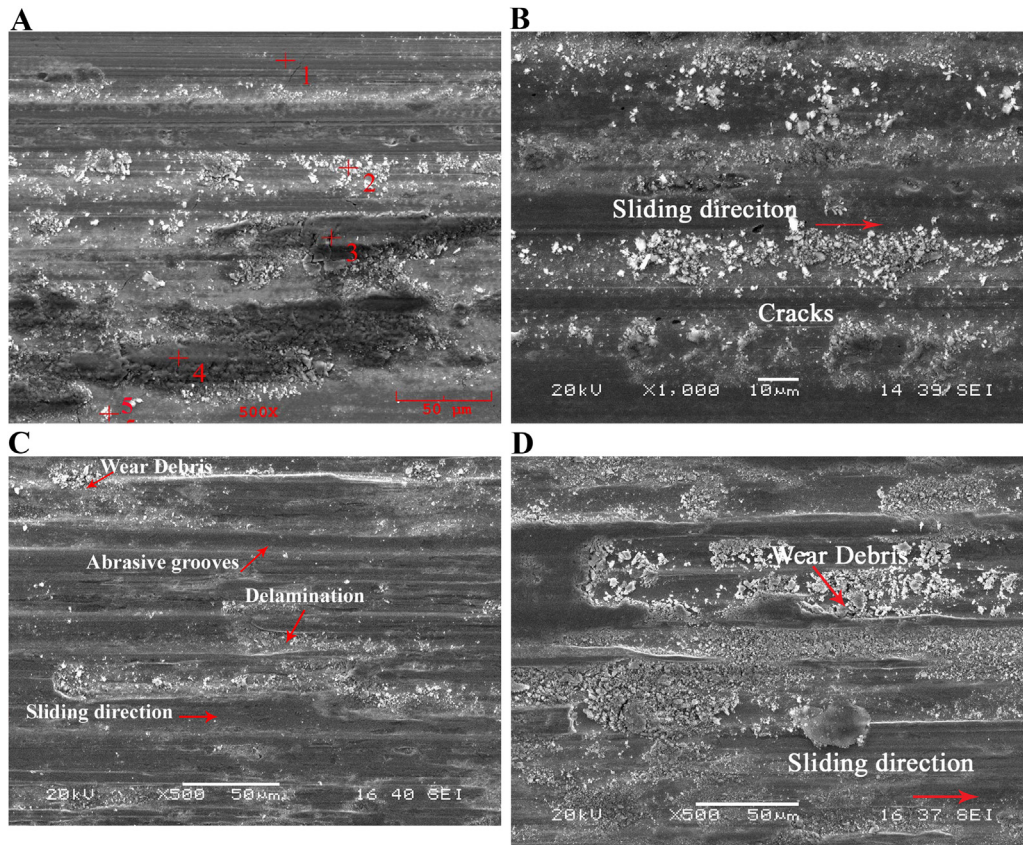 A
1
2
3
4
5
500X
50 µm
B
Sliding direciton
Cracks
20kV X1,000 10µm 14 39/SEI
C
Wear Debris
Abrasive grooves
Delamination
Sliding direction
20kV X500 50µm 16 40 SEI
D
Wear Debris
Sliding direction
20kV X500 50µm 16 37 SEI